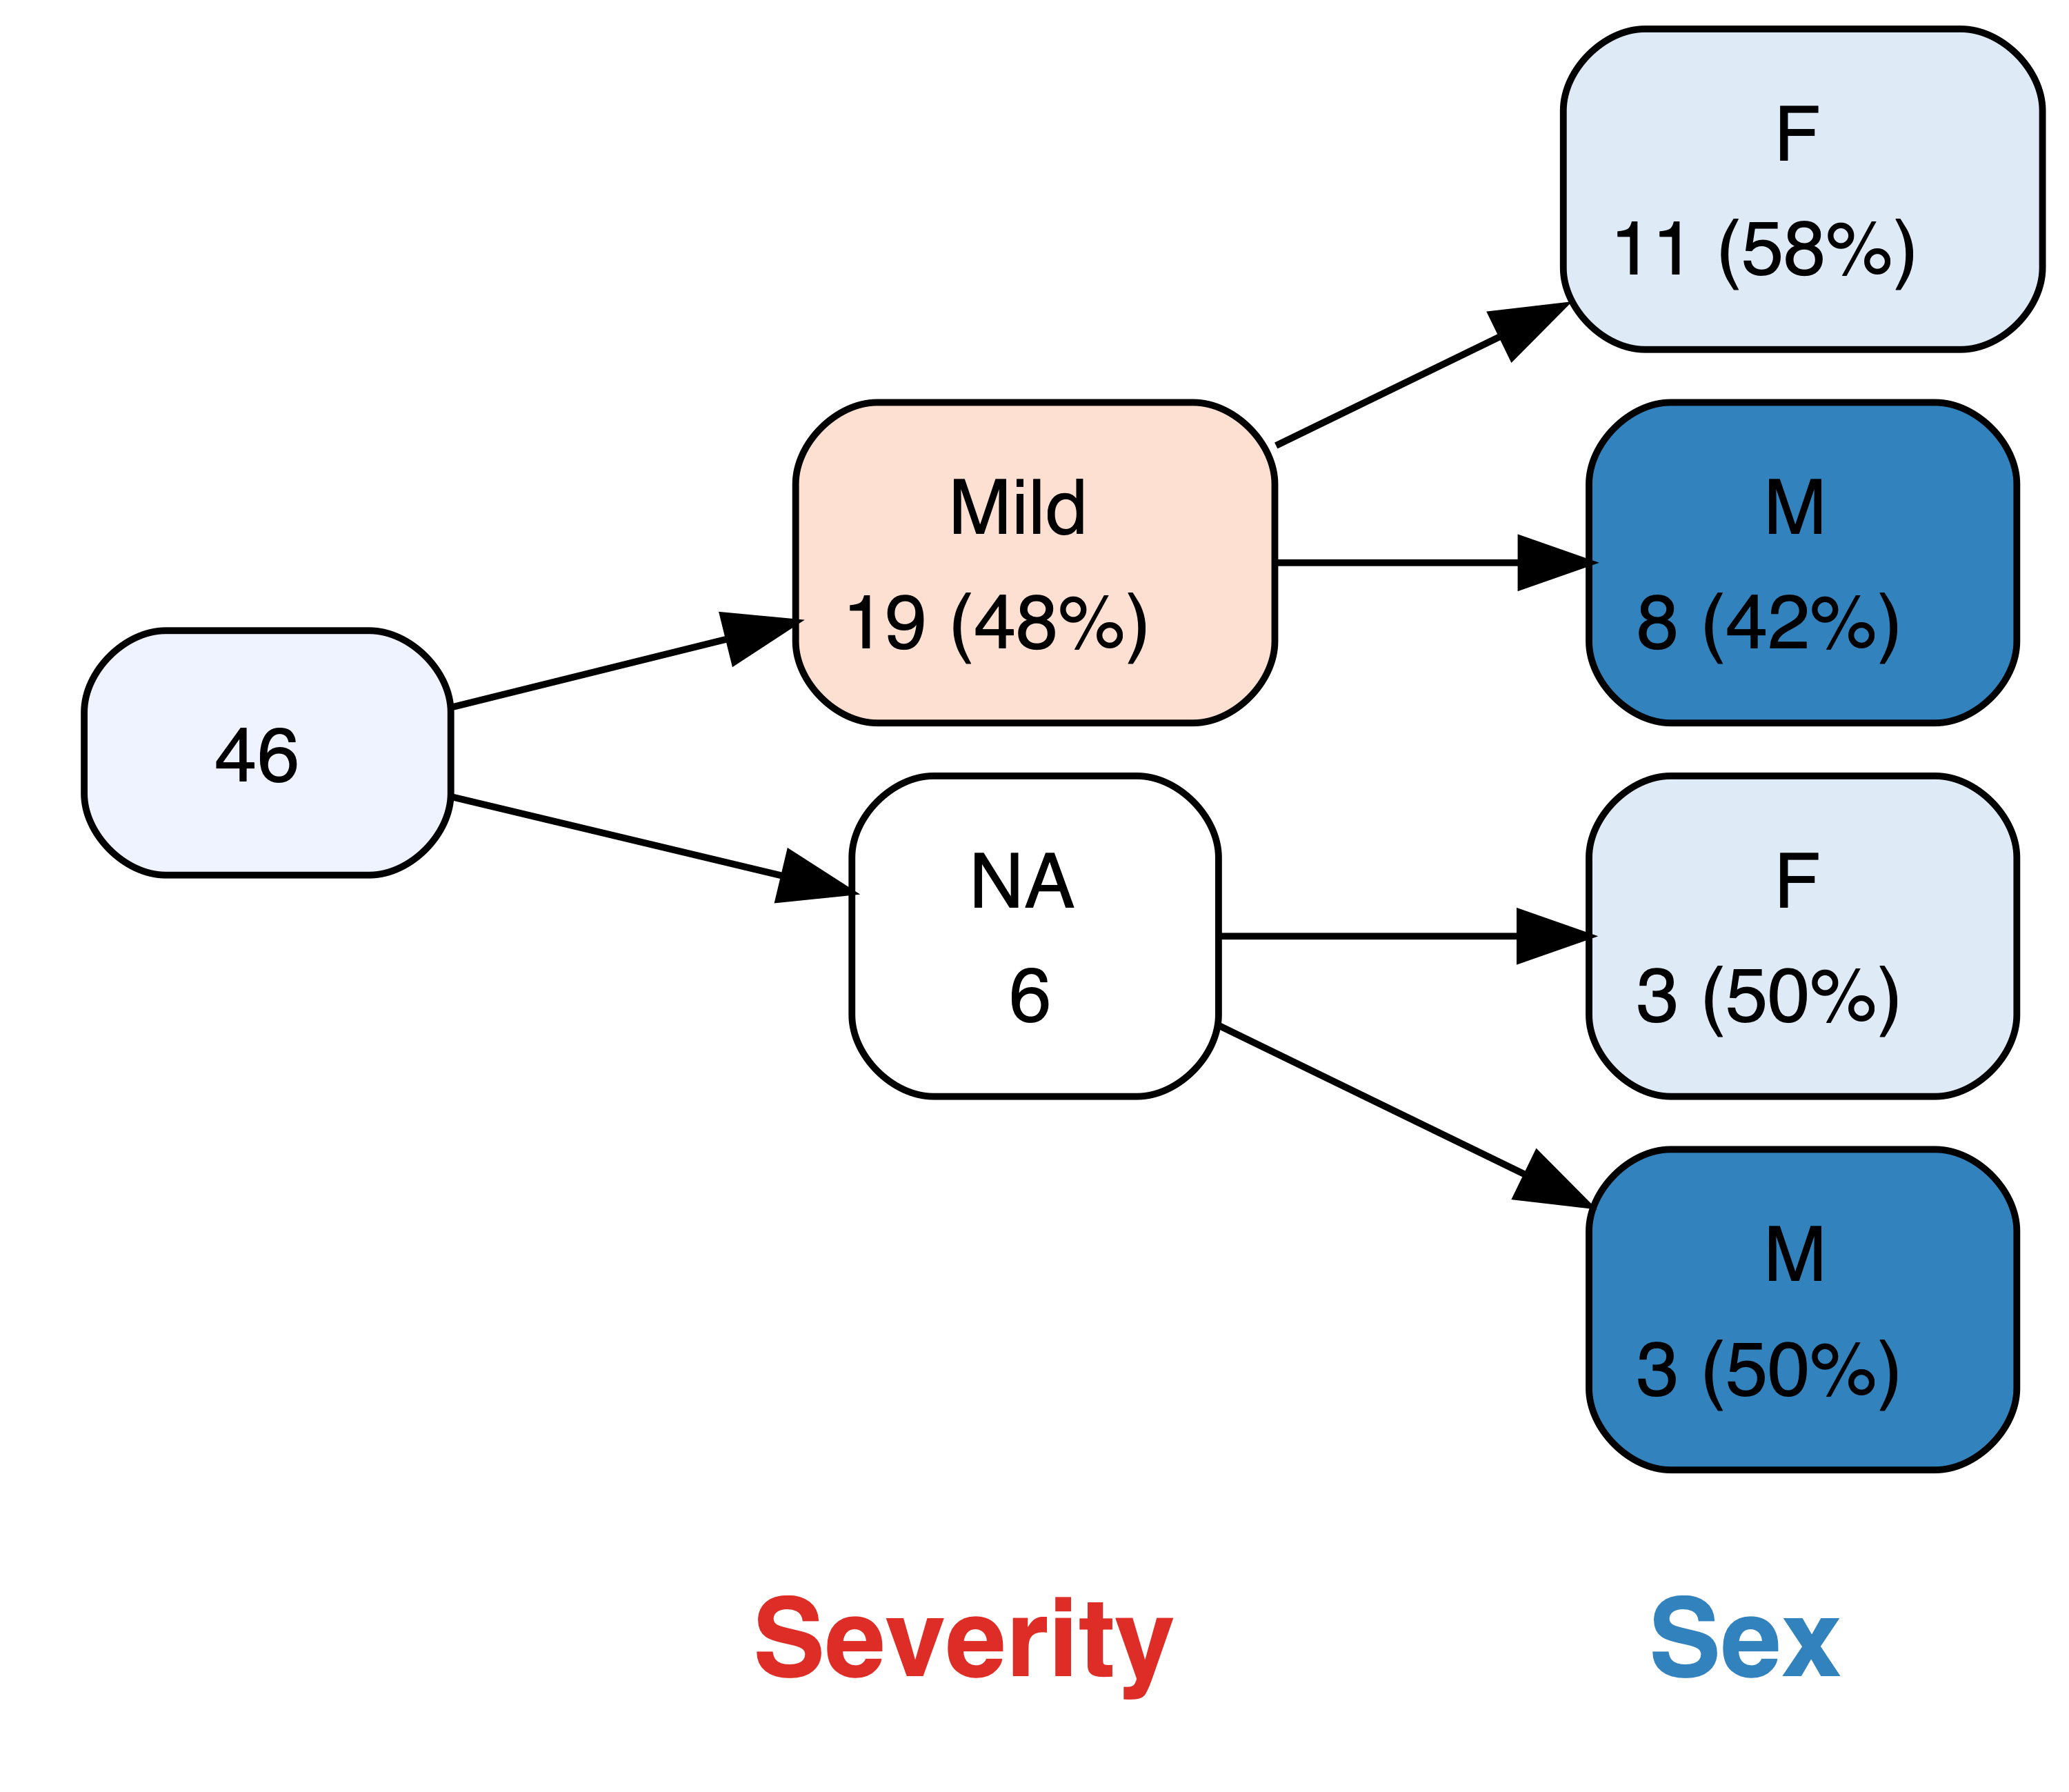 F
11 (58%)
Mild
19 (48%)
M
8 (42%)
46
NA
6
F
3 (50%)
M
3 (50%)
Severity
Sex